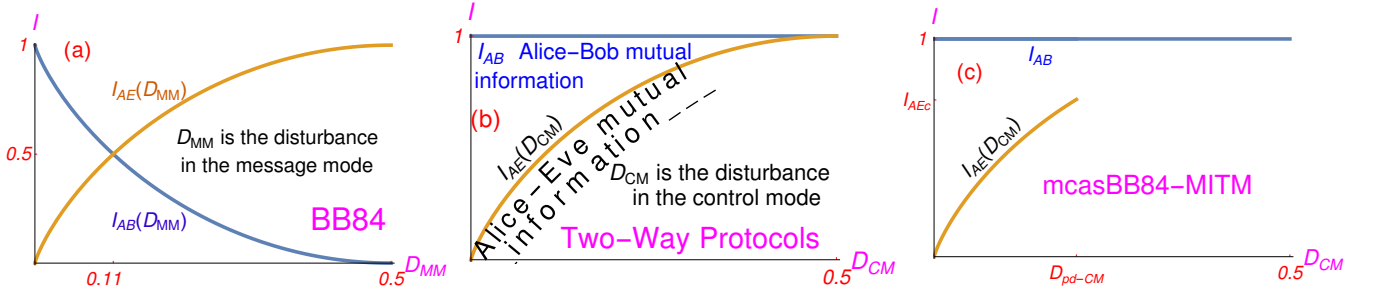 I
1
(a)
I_AE(D_MM)
D_MM is the disturbance
in the message mode
0.5
I_AB(D_MM)
BB84
0.11
0.5
D_MM
I
1
I_AB Alice–Bob mutual
information
(b)
I_AE(D_CM)
Alice–Eve mutual
information
D_CM is the disturbance
in the control mode
Two–Way Protocols
0.5
D_CM
I
1
I_AB
(c)
I_AEc
I_AE(D_CM)
mcasBB84–MITM
D_pd–CM
0.5
D_CM